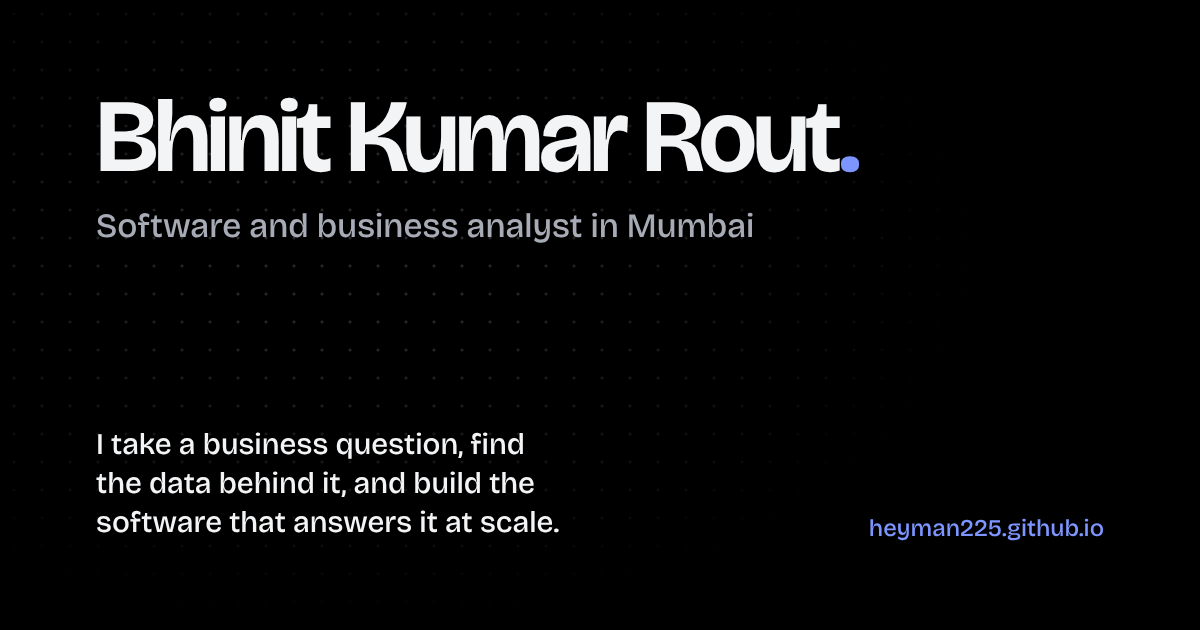 Bhinit Kumar Rout.
Software and business analyst in Mumbai
I take a business question, find
the data behind it, and build the
software that answers it at scale.
heyman225.github.io